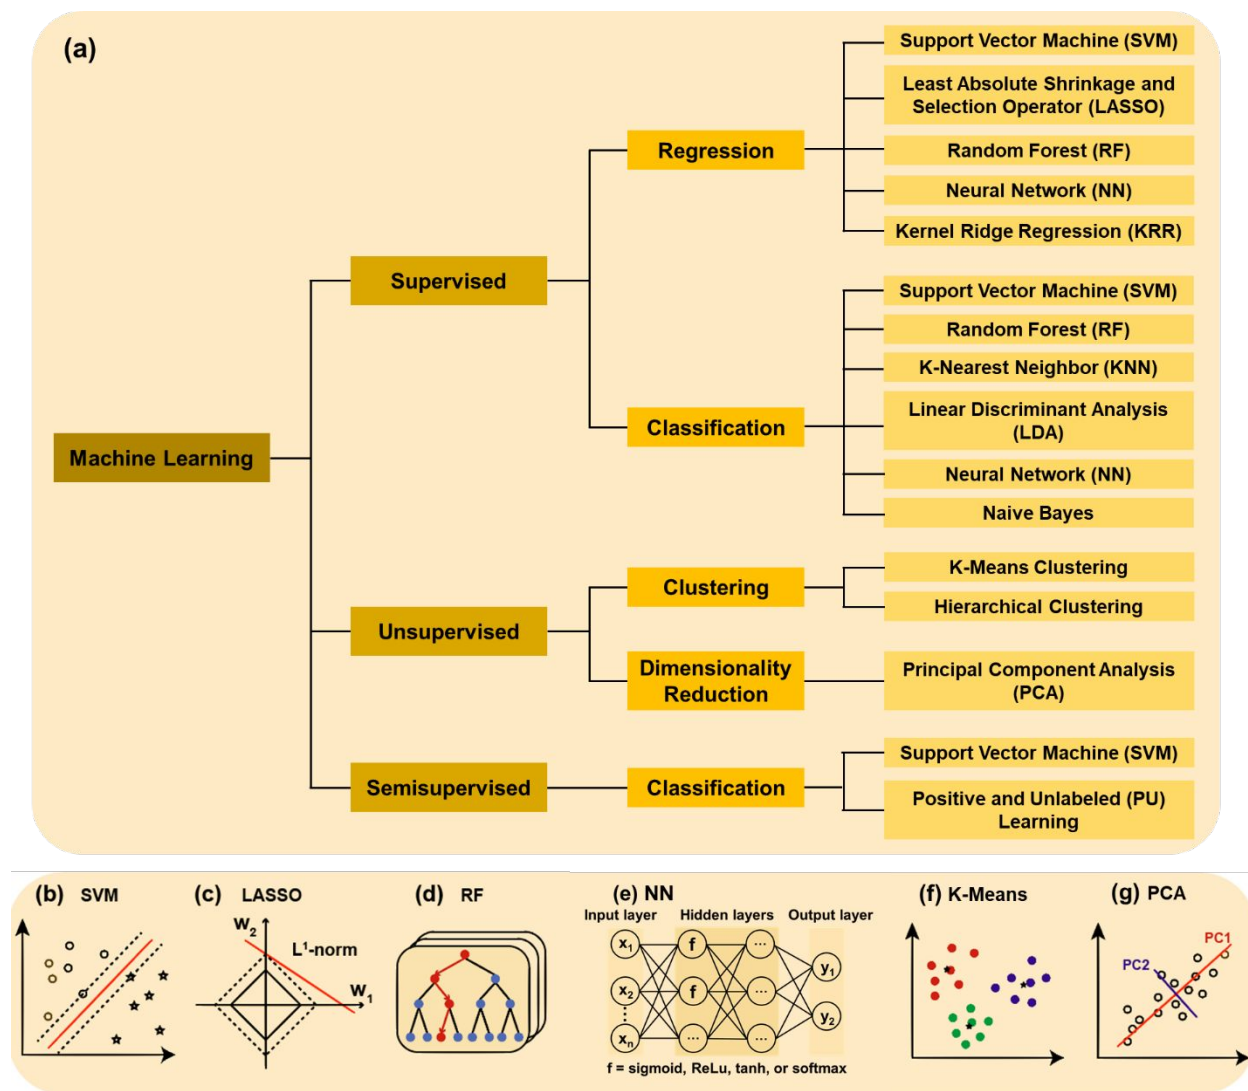 (a)
Machine Learning
Supervised
Regression
Support Vector Machine (SVM)
Least Absolute Shrinkage and
Selection Operator (LASSO)
Random Forest (RF)
Neural Network (NN)
Kernel Ridge Regression (KRR)
Classification
Support Vector Machine (SVM)
Random Forest (RF)
K-Nearest Neighbor (KNN)
Linear Discriminant Analysis
(LDA)
Neural Network (NN)
Naive Bayes
Unsupervised
Clustering
K-Means Clustering
Hierarchical Clustering
Dimensionality
Reduction
Principal Component Analysis
(PCA)
Semisupervised
Classification
Support Vector Machine (SVM)
Positive and Unlabeled (PU)
Learning
(b) SVM
(c) LASSO
W₂
L¹-norm
W₁
(d) RF
(e) NN
Input layer Hidden layers Output layer
x₁ f ...
y₁
x₂ f
y₂
xₙ ... ...
f = sigmoid, ReLu, tanh, or softmax
(f) K-Means
(g) PCA
PC1
PC2